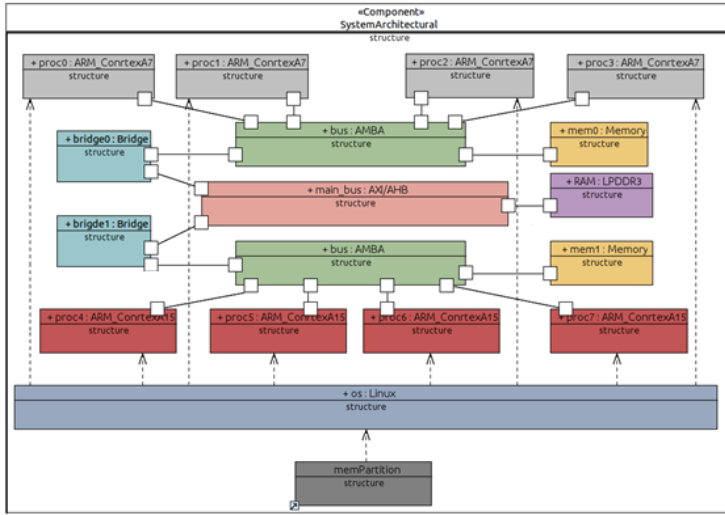 «Component»
SystemArchitectural
structure
+ proc0 : ARM_ConrtexA7
structure
+ proc1 : ARM_ConrtexA7
structure
+ proc2 : ARM_ConrtexA7
structure
+ proc3 : ARM_ConrtexA7
structure
+ bridge0 : Bridge
structure
+ bus : AMBA
structure
+ mem0 : Memory
structure
+ main_bus : AXI/AHB
structure
+ RAM : LPDDR3
structure
+ brigde1 : Bridge
structure
+ bus : AMBA
structure
+ mem1 : Memory
structure
+ proc4 : ARM_ConrtexA15
structure
+ proc5 : ARM_ConrtexA15
structure
+ proc6 : ARM_ConrtexA15
structure
+ proc7 : ARM_ConrtexA15
structure
+ os : Linux
structure
memPartition
structure